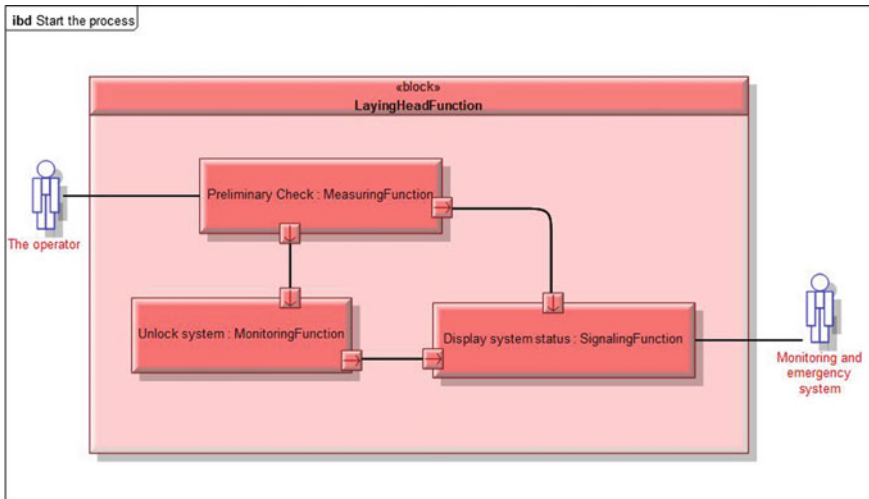 ibd Start the process
«block»
LayingHeadFunction
Preliminary Check : MeasuringFunction
The operator
Unlock system : MonitoringFunction
Display system status : SignalingFunction
Monitoring and
emergency
system